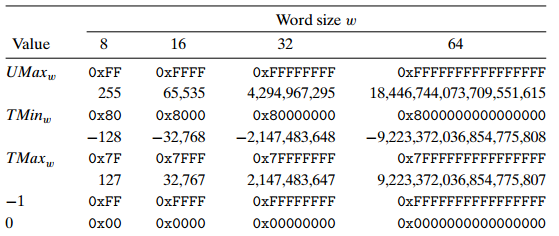 Word size w
Value 8 16 32 64
UMaxw 0xFF 0xFFFF 0xFFFFFFFF 0xFFFFFFFFFFFFFFFF
255 65,535 4,294,967,295 18,446,744,073,709,551,615
TMinw 0x80 0x8000 0x80000000 0x8000000000000000
−128 −32,768 −2,147,483,648 −9,223,372,036,854,775,808
TMaxw 0x7F 0x7FFF 0x7FFFFFFF 0x7FFFFFFFFFFFFFFF
127 32,767 2,147,483,647 9,223,372,036,854,775,807
−1 0xFF 0xFFFF 0xFFFFFFFF 0xFFFFFFFFFFFFFFFF
0 0x00 0x0000 0x00000000 0x0000000000000000